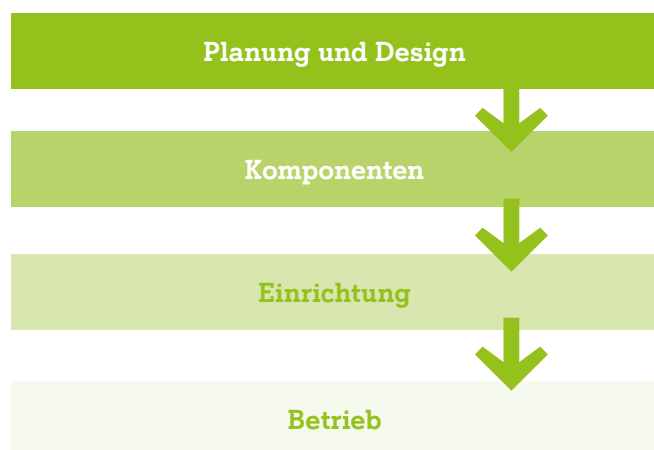 Planung und Design
Komponenten
Einrichtung
Betrieb